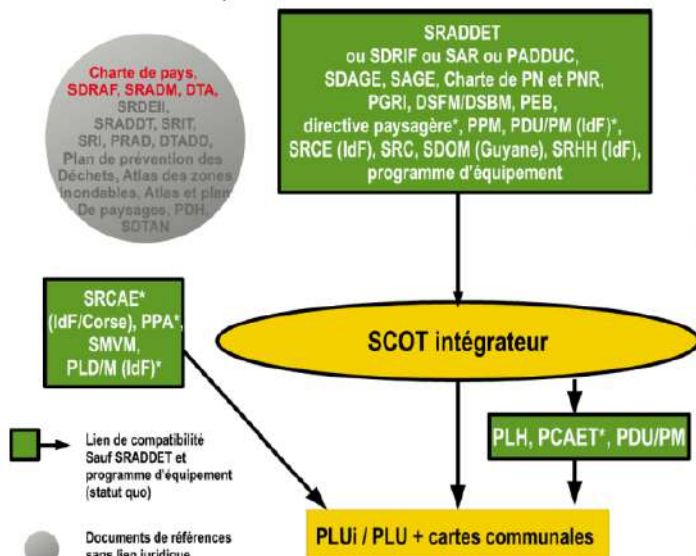 Charte de pays,
SDRAF, SRADM, DTA,
SRDEII,
SRADDT, SRIT,
SRI, PRAD, DTADD,
Plan de prévention des
Déchets, Atlas des zones
inondables, Atlas et plan
De paysages, PDH,
SDTAN
SRADDET
ou SDRIF ou SAR ou PADDUC,
SDAGE, SAGE, Charte de PN et PNR,
PGRI, DSFM/DSBM, PEB,
directive paysagère*, PPM, PDU/PM (IdF)*,
SRCE (IdF), SRC, SDOM (Guyane), SRHH (IdF),
programme d'équipement
SRCAE*
(IdF/Corse), PPA*,
SMVM,
PLD/M (IdF)*
SCOT intégrateur
PLH, PCAET*, PDU/PM
Lien de compatibilité
Sauf SRADDET et
programme d'équipement
(statut quo)
PLUi / PLU + cartes communales
Documents de références
sans lien juridique